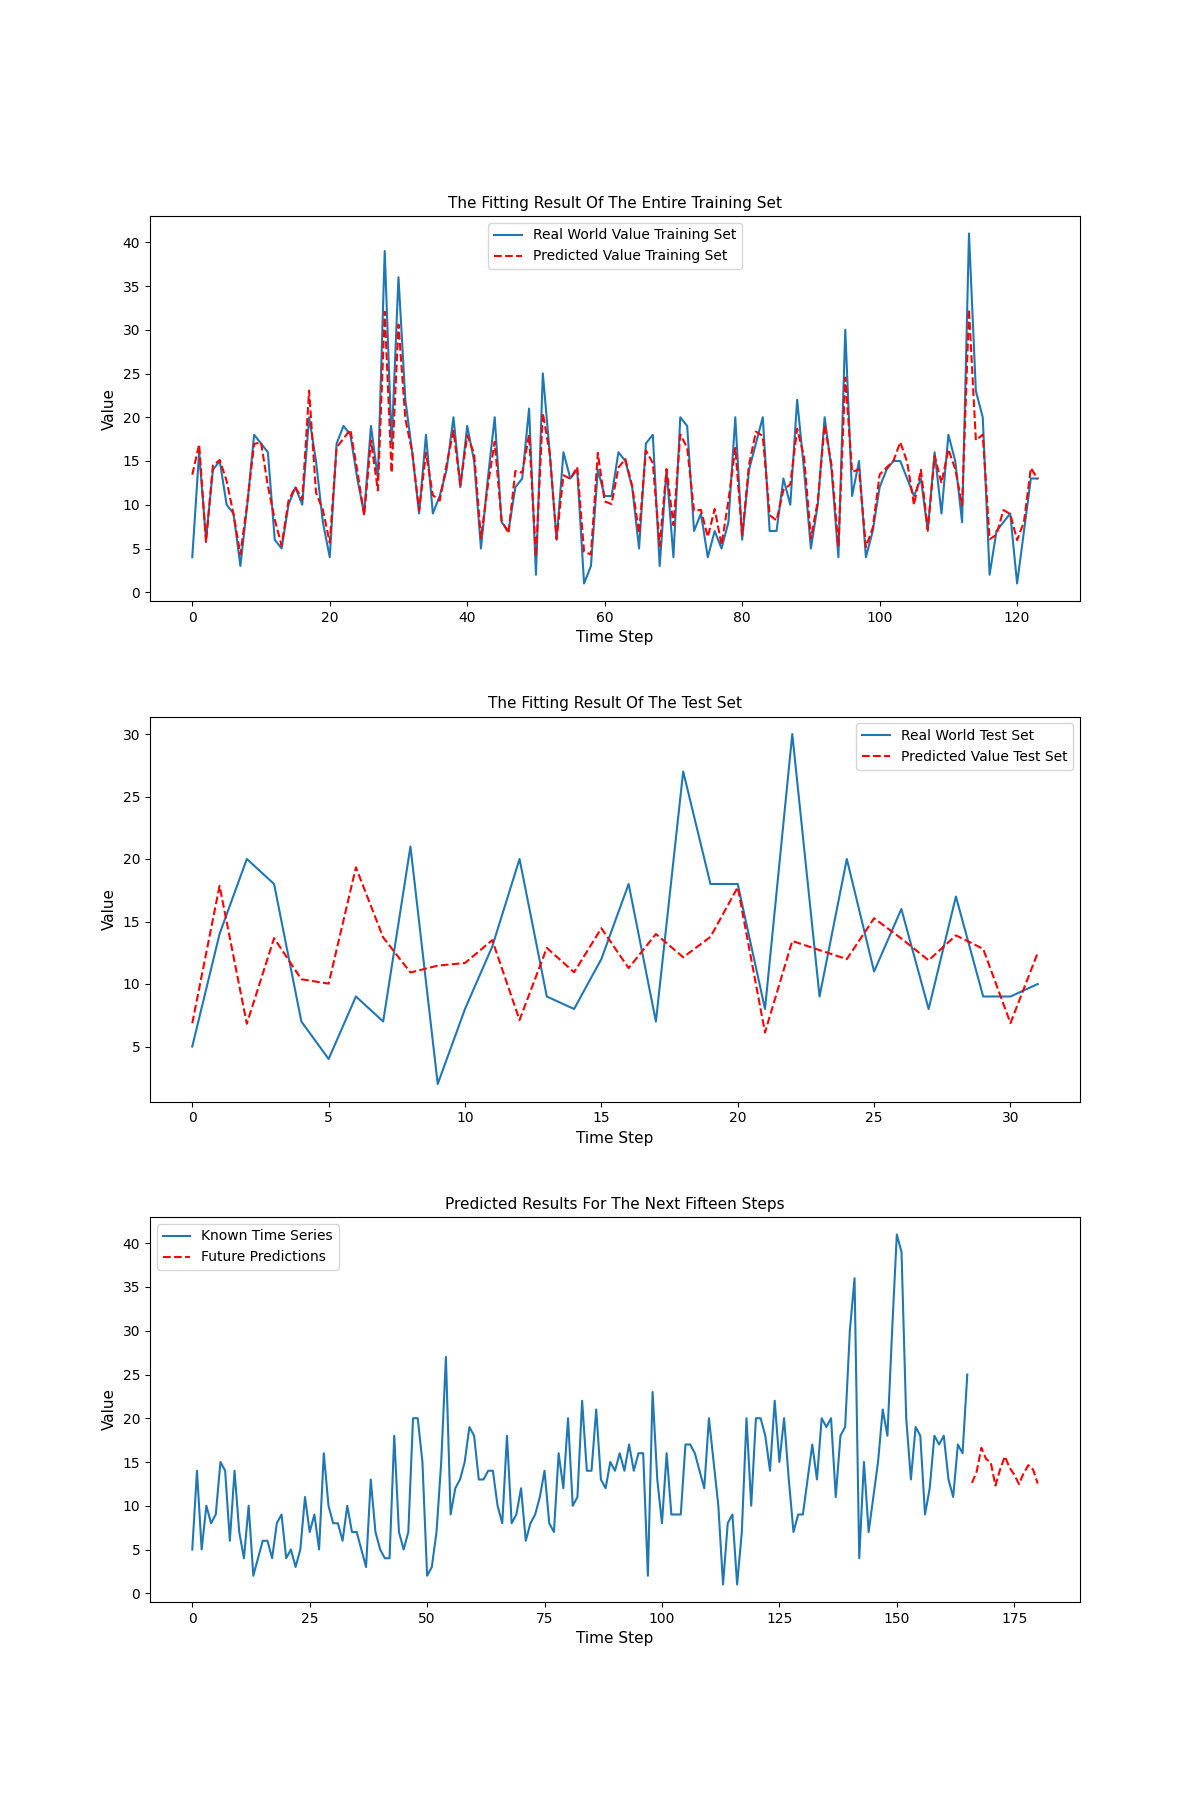 The Fitting Result Of The Entire Training Set
Real World Value Training Set
Predicted Value Training Set
40
35
30
25
20
15
10
5
0
Value
0 20 40 60 80 100 120
Time Step
The Fitting Result Of The Test Set
Real World Test Set
Predicted Value Test Set
30
25
20
15
10
5
Value
0 5 10 15 20 25 30
Time Step
Predicted Results For The Next Fifteen Steps
Known Time Series
Future Predictions
40
35
30
25
20
15
10
5
0
Value
0 25 50 75 100 125 150 175
Time Step